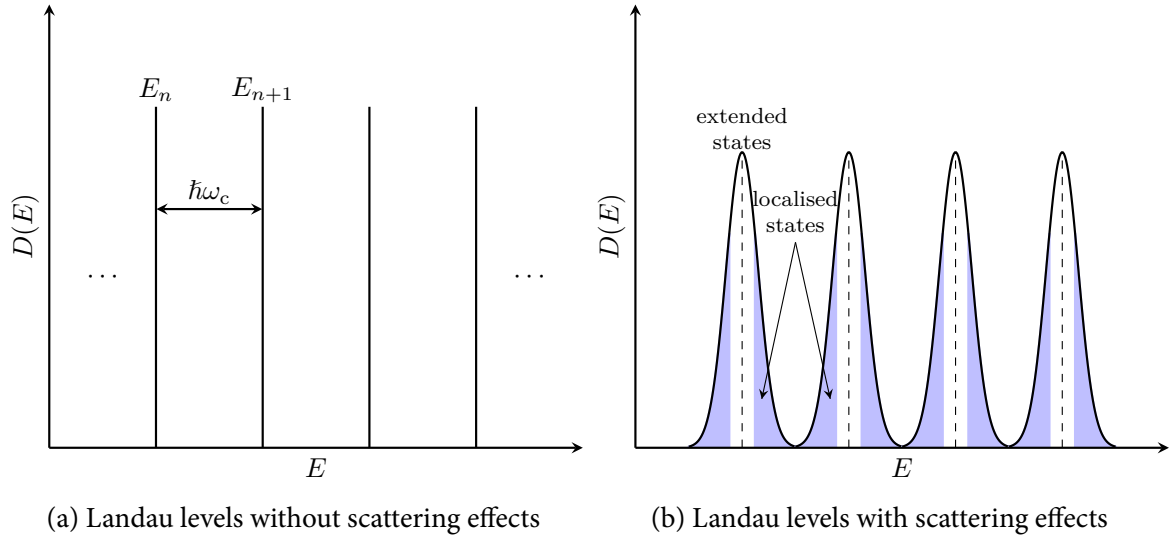 E_n
E_{n+1}
ħω_c
D(E)
...
...
E
(a) Landau levels without scattering effects
extended
states
localised
states
D(E)
E
(b) Landau levels with scattering effects